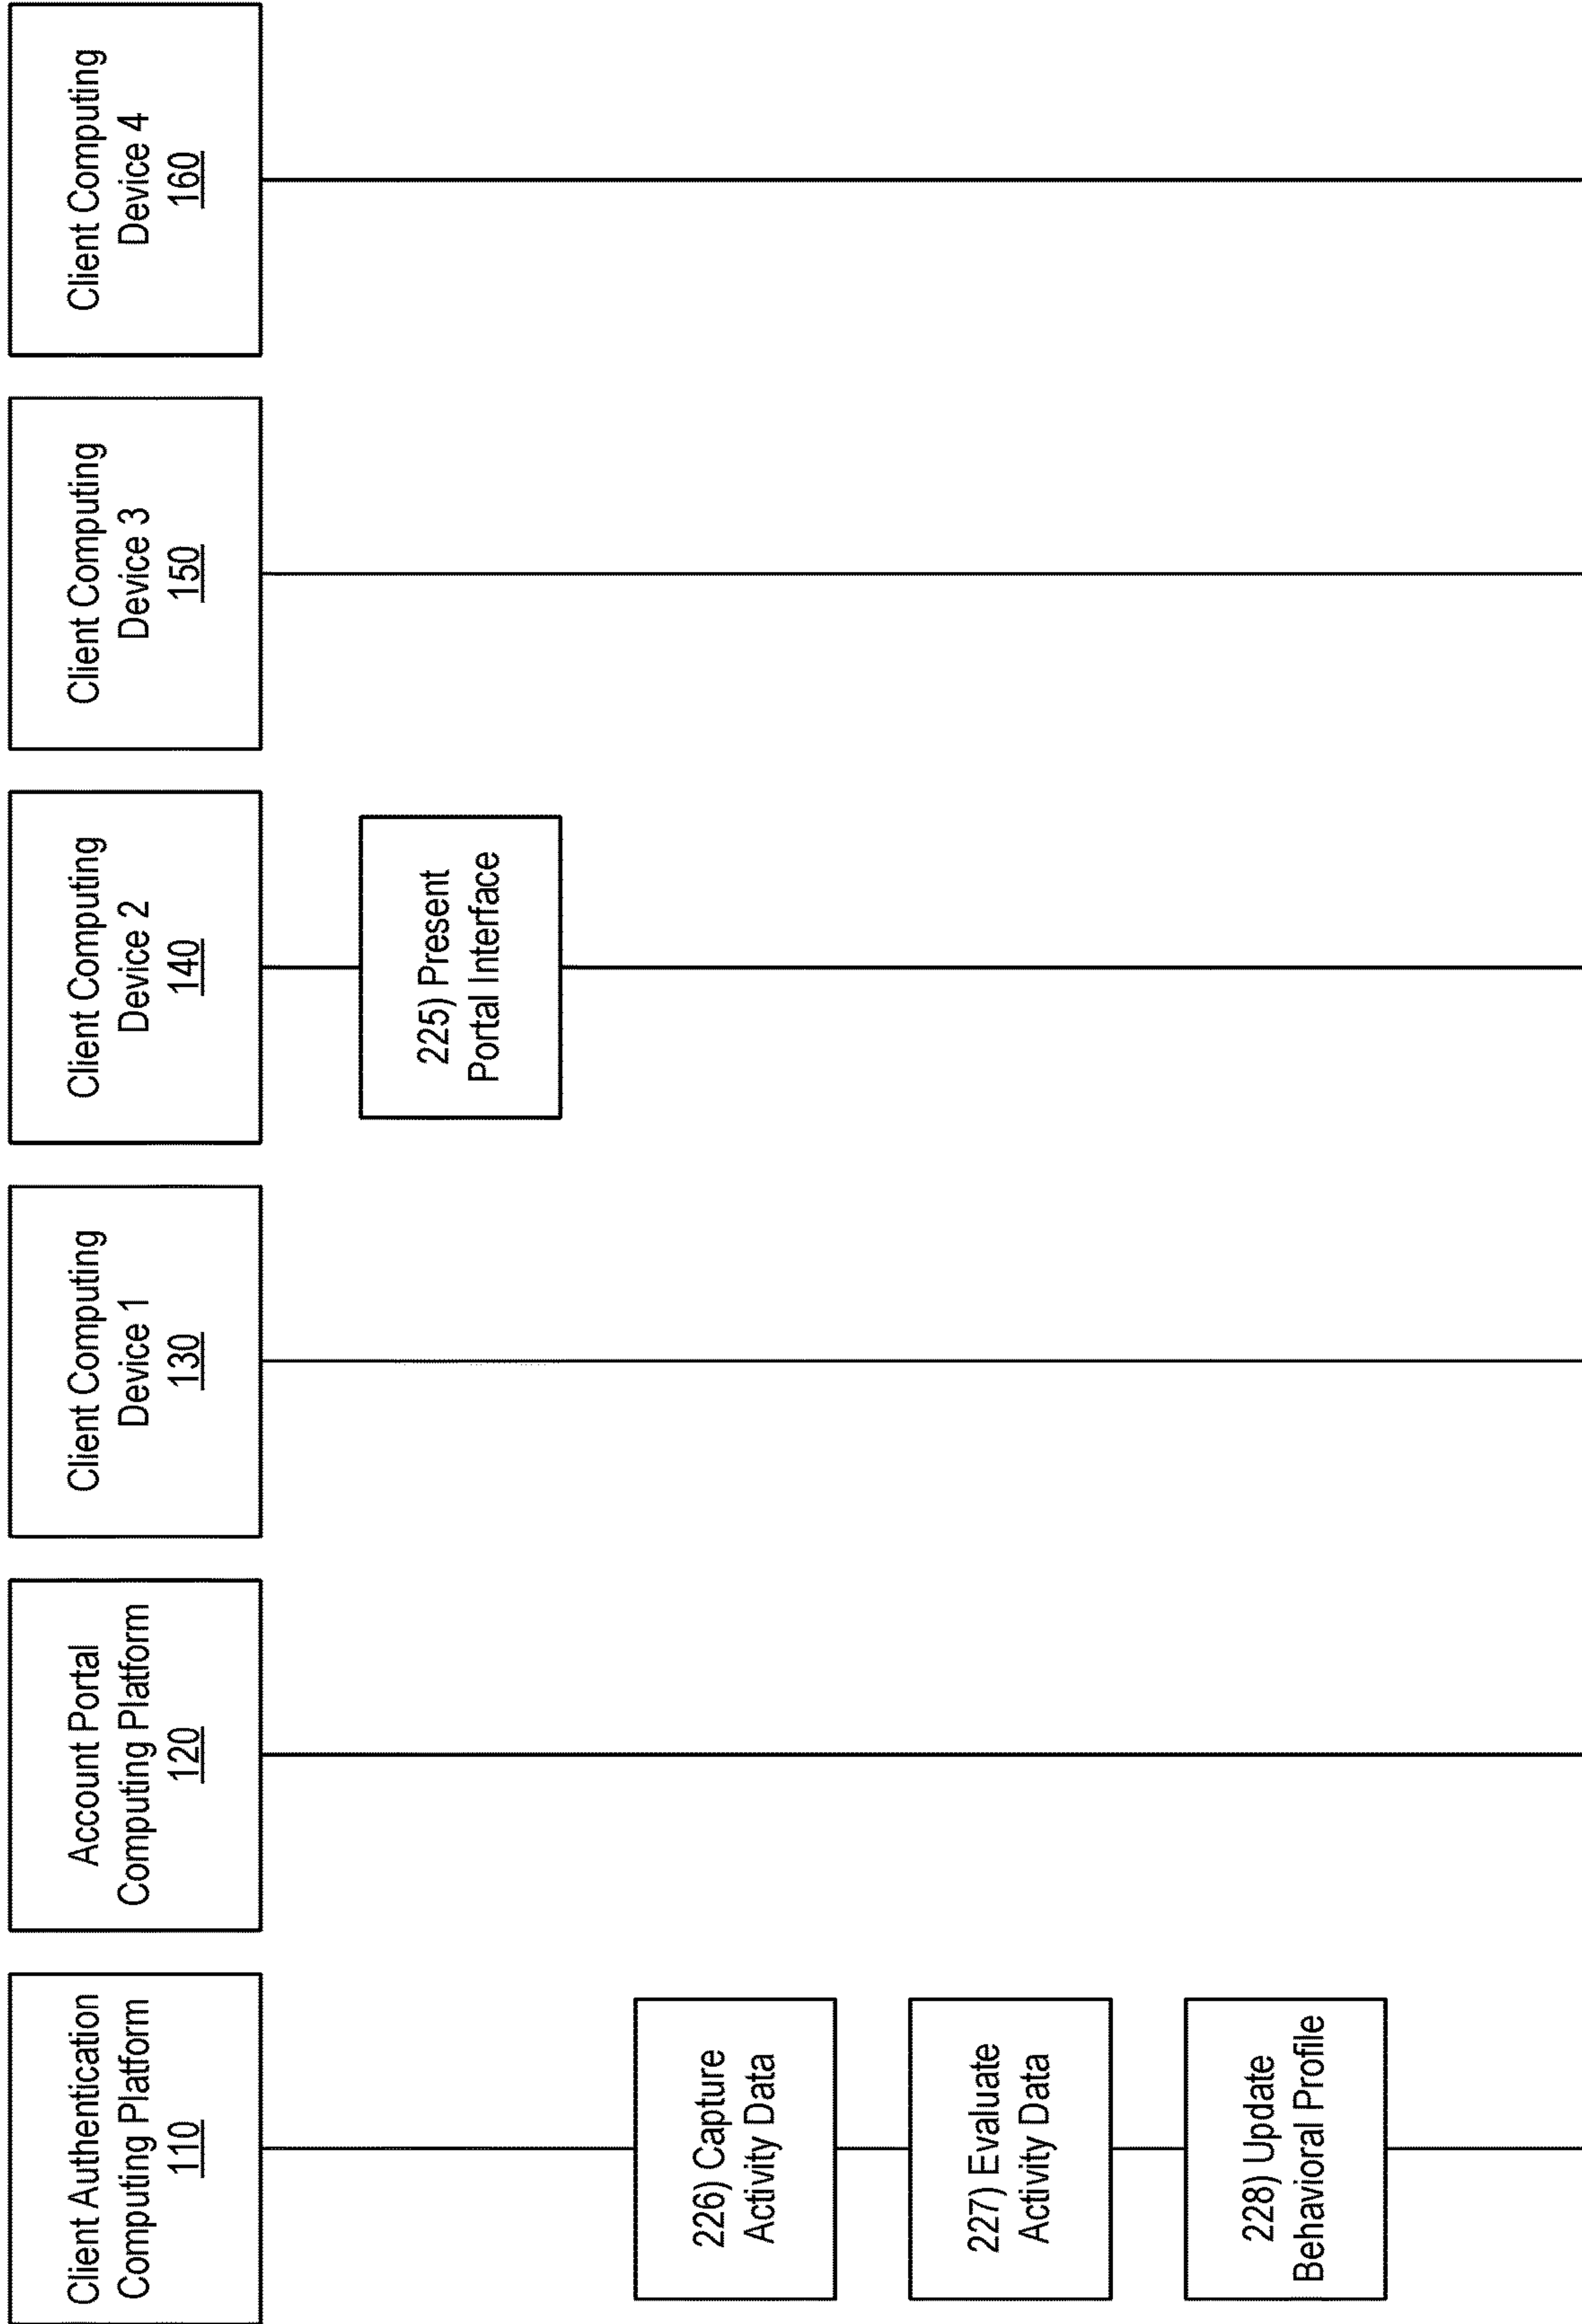 Client Authentication
Computing Platform
110
Account Portal
Computing Platform
120
Client Computing
Device 1
130
Client Computing
Device 2
140
Client Computing
Device 3
150
Client Computing
Device 4
160
225) Present
Portal Interface
226) Capture
Activity Data
227) Evaluate
Activity Data
228) Update
Behavioral Profile